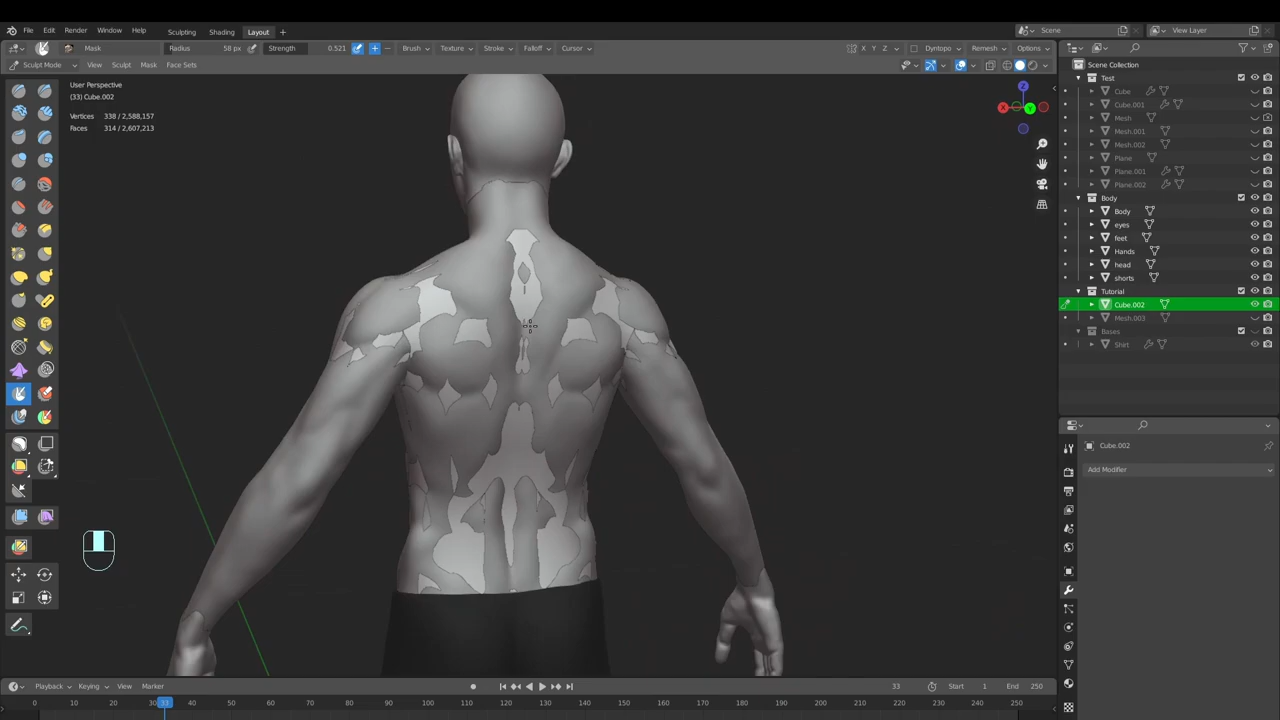 File Edit Render Window Help Sculpting Shading Layout + Scene View Layer
Mask Radius 58 px Strength 0.521 Brush Texture Stroke Falloff Cursor X Y Z Dyntopo Remesh Options
Sculpt Mode View Sculpt Mask Face Sets
User Perspective
(33) Cube.002
Vertices 338 / 2,588,157
Faces 314 / 2,607,213
Z
X
Y
Scene Collection
Test
Cube
Cube.001
Mesh
Mesh.001
Mesh.002
Plane
Plane.001
Plane.002
Body
Body
eyes
feet
Hands
head
shorts
Tutorial
Cube.002
Mesh.003
Bases
Shirt
Cube.002
Add Modifier
Playback Keying View Marker 33 Start 1 End 250
0 10 20 30 33 40 50 60 70 80 90 100 110 120 130 140 150 160 170 180 190 200 210 220 230 240 250